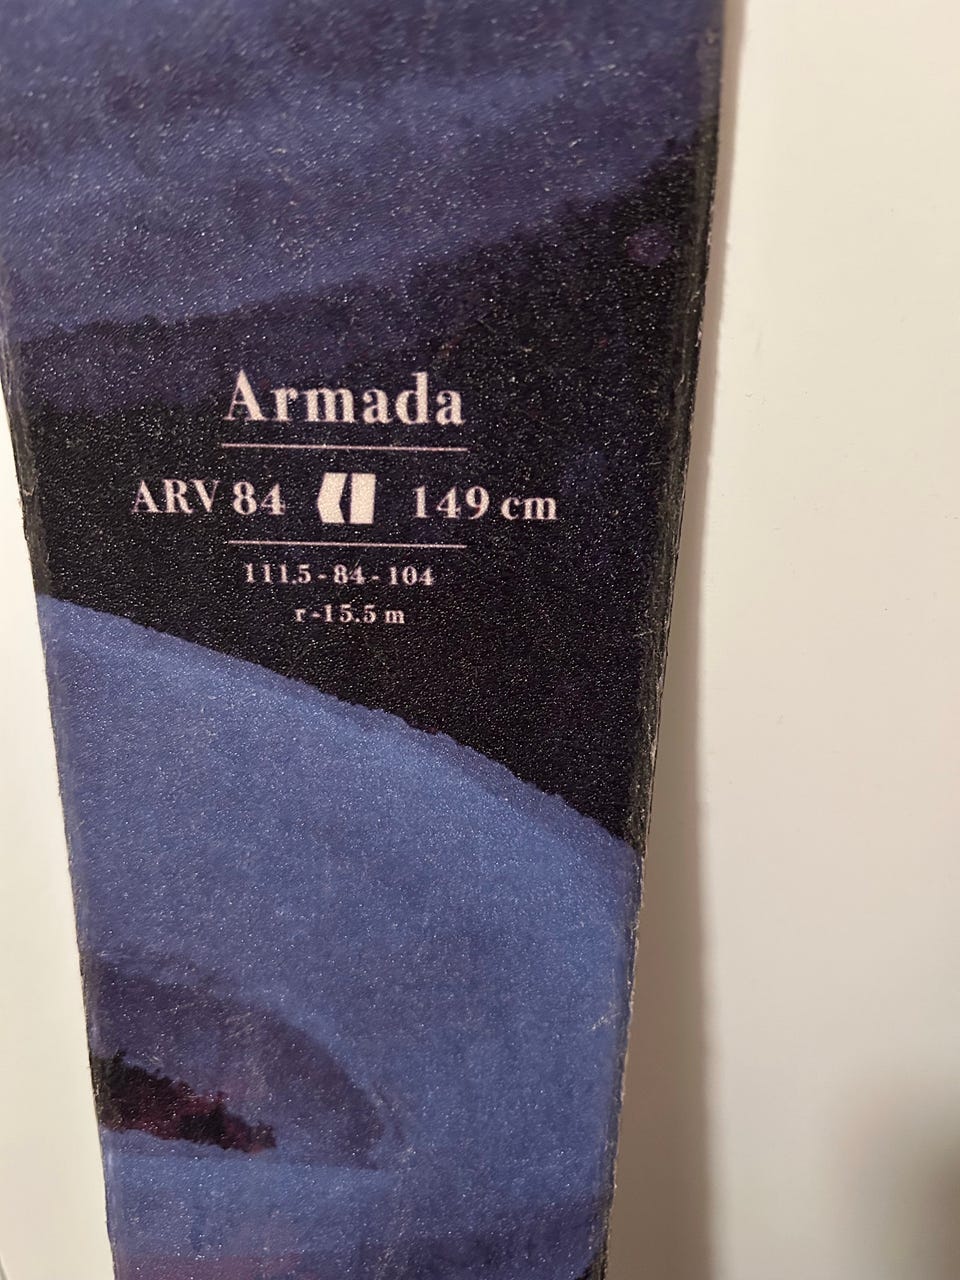 Armada
ARV 84 149 cm
111.5 - 84 - 104
r - 15.5 m